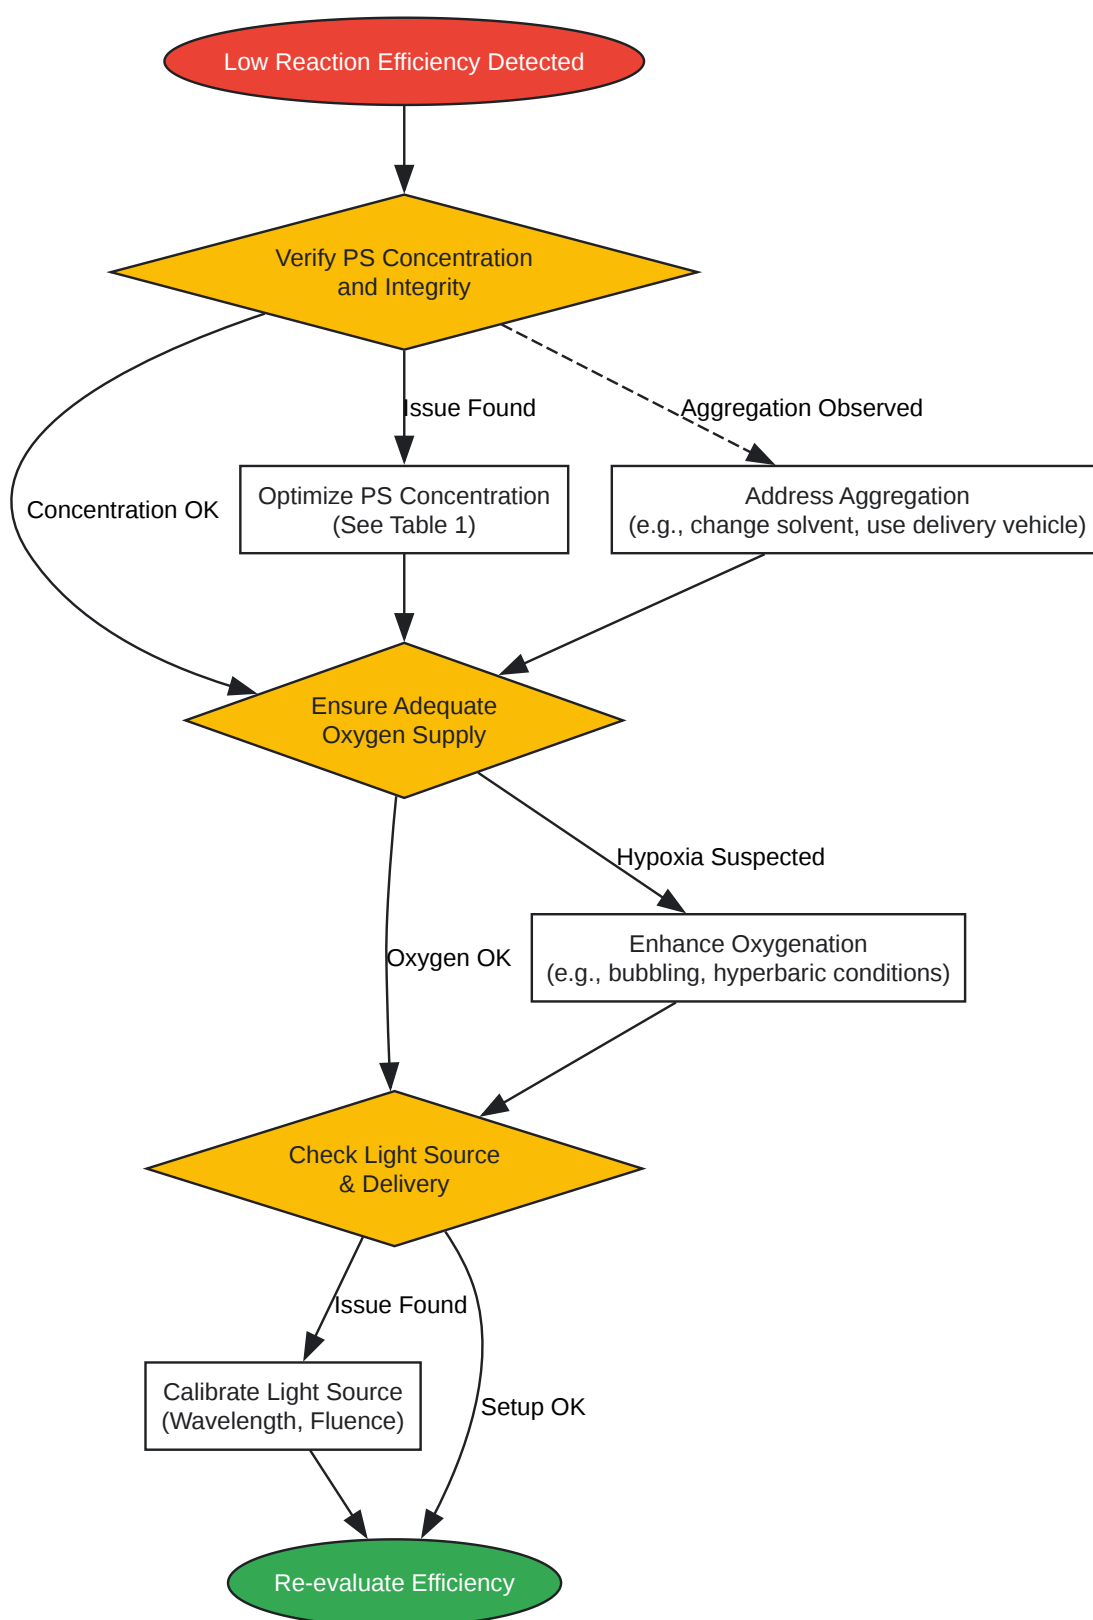 Low Reaction Efficiency Detected
Verify PS Concentration
and Integrity
Issue Found
Aggregation Observed
Concentration OK
Optimize PS Concentration
(See Table 1)
Address Aggregation
(e.g., change solvent, use delivery vehicle)
Ensure Adequate
Oxygen Supply
Hypoxia Suspected
Oxygen OK
Enhance Oxygenation
(e.g., bubbling, hyperbaric conditions)
Check Light Source
& Delivery
Issue Found
Setup OK
Calibrate Light Source
(Wavelength, Fluence)
Re-evaluate Efficiency